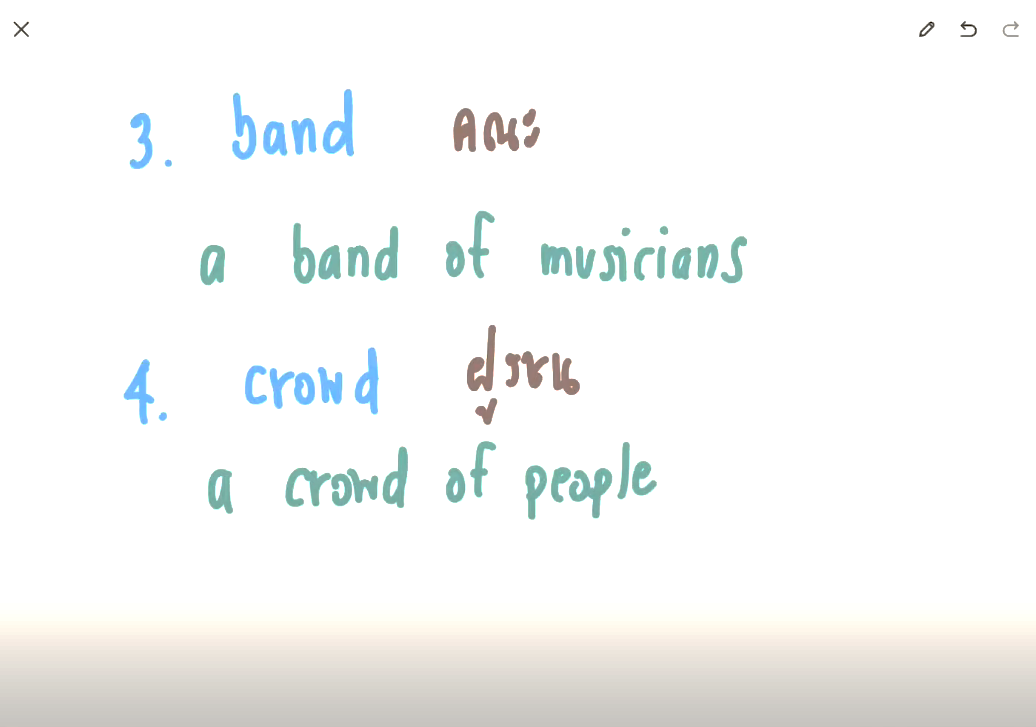 3. band คณะ
a band of musicians
4. crowd ฝูงชน
a crowd of people